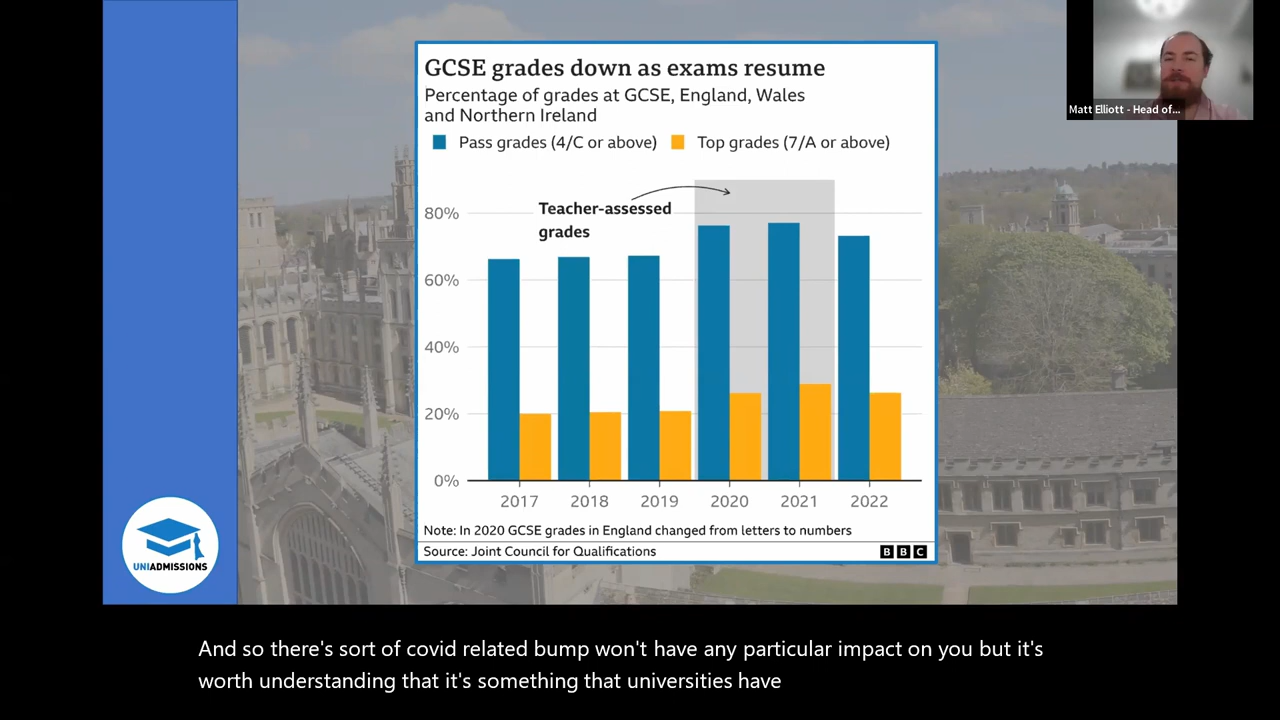 GCSE grades down as exams resume
Percentage of grades at GCSE, England, Wales
and Northern Ireland
Pass grades (4/C or above) Top grades (7/A or above)
Teacher-assessed
grades
80%
60%
40%
20%
0%
2017 2018 2019 2020 2021 2022
Note: In 2020 GCSE grades in England changed from letters to numbers
Source: Joint Council for Qualifications
BBC
Matt Elliott - Head of...
UNIADMISSIONS
And so there's sort of covid related bump won't have any particular impact on you but it's
worth understanding that it's something that universities have